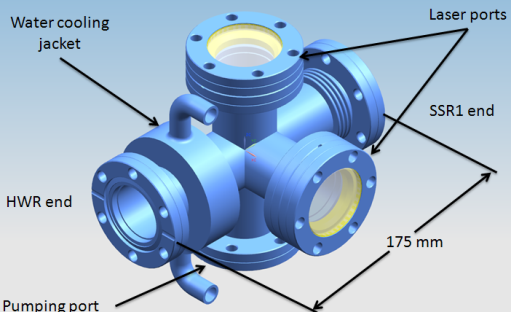 Water cooling
jacket
Laser ports
SSR1 end
HWR end
175 mm
Pumping port